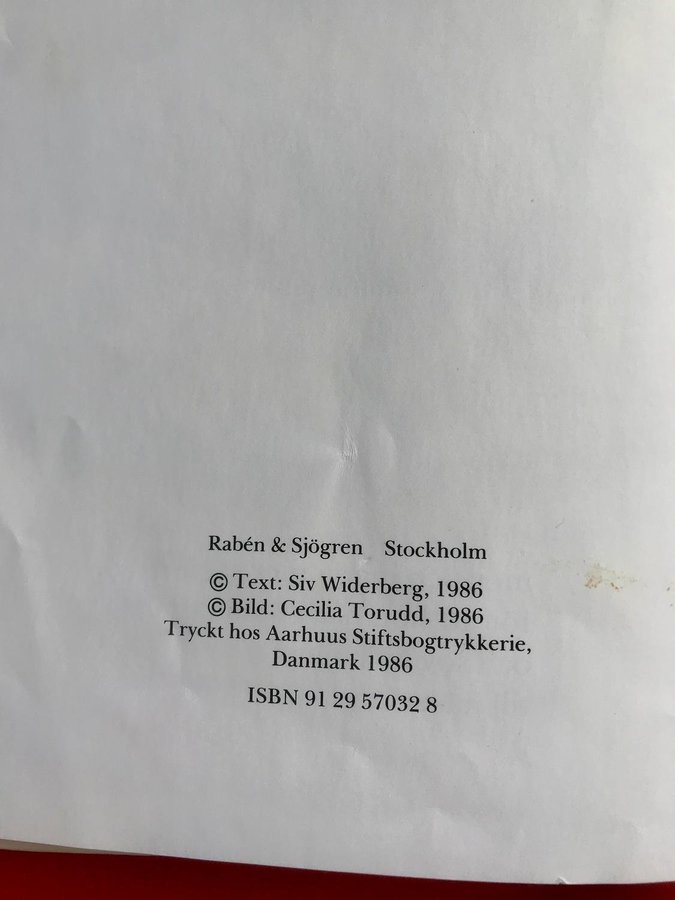 Rabén & Sjögren Stockholm
© Text: Siv Widerberg, 1986
© Bild: Cecilia Torudd, 1986
Tryckt hos Aarhuus Stiftsbogtrykkerie,
Danmark 1986
ISBN 91 29 57032 8